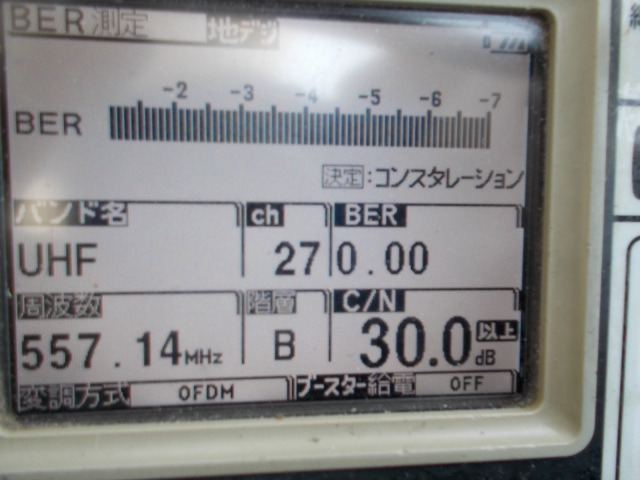 BER測定 地デジ
-2 -3 -4 -5 -6 -7
BER
決定:コンスタレーション
バンド名 ch BER
UHF 27 0.00
周波数 階層 C/N
557.14MHz B 30.0以上dB
変調方式 OFDM ブースター給電 OFF